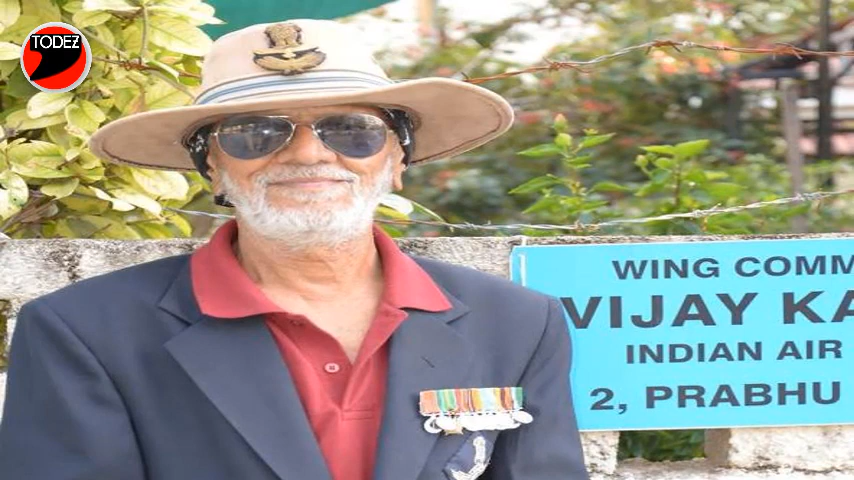 TODEZ
WING COMM
VIJAY KA
INDIAN AIR
2, PRABHU